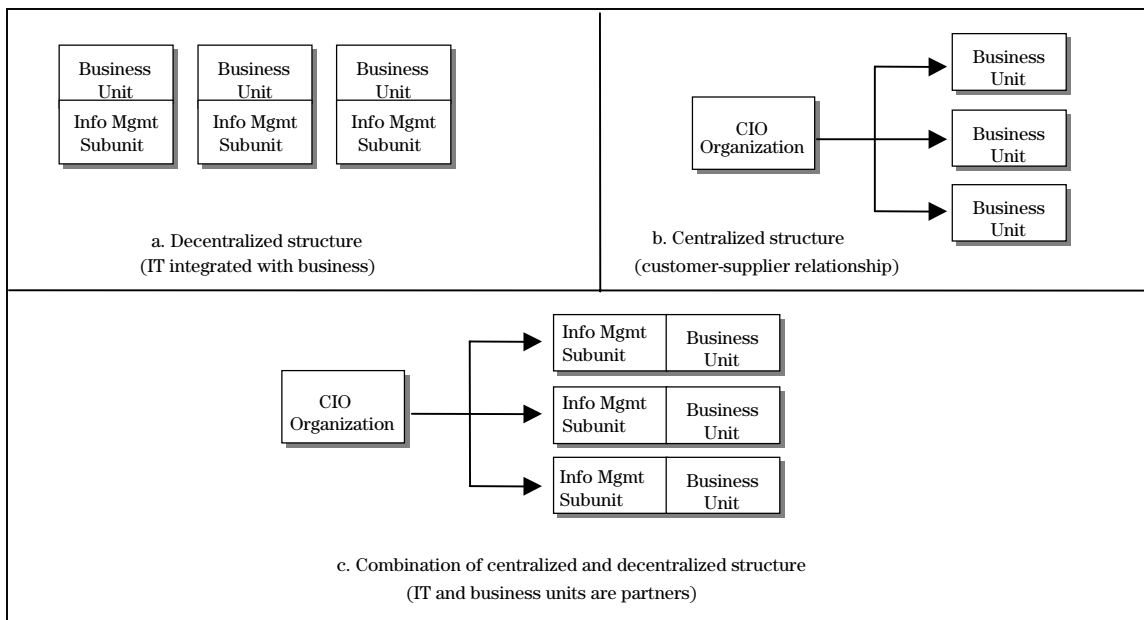 Business
Unit
Info Mgmt
Subunit
Business
Unit
Info Mgmt
Subunit
Business
Unit
Info Mgmt
Subunit
a. Decentralized structure
(IT integrated with business)
CIO
Organization
Business
Unit
Business
Unit
Business
Unit
b. Centralized structure
(customer-supplier relationship)
CIO
Organization
Info Mgmt
Subunit
Business
Unit
Info Mgmt
Subunit
Business
Unit
Info Mgmt
Subunit
Business
Unit
c. Combination of centralized and decentralized structure
(IT and business units are partners)